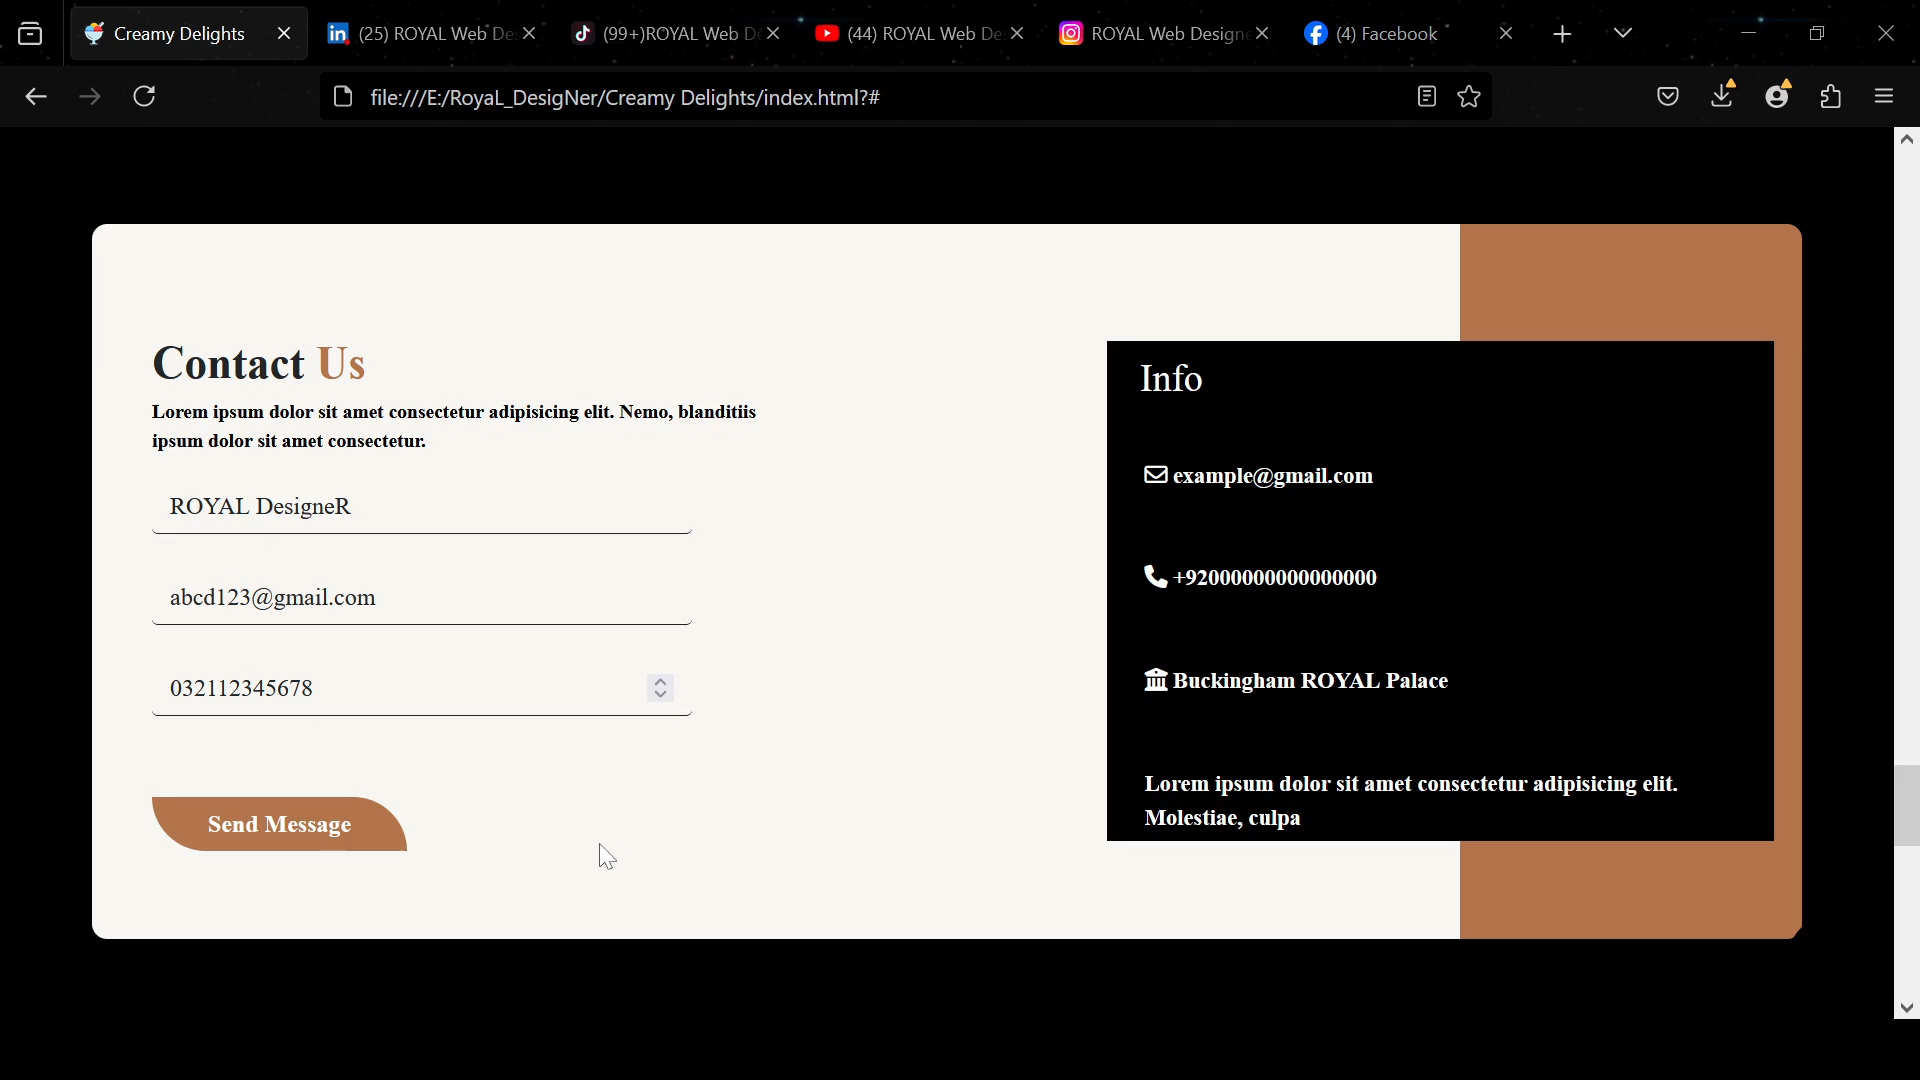 Creamy Delights
(25) ROYAL Web De
(99+)ROYAL Web D
(44) ROYAL Web De
ROYAL Web Designe
(4) Facebook
file:///E:/RoyaL_DesigNer/Creamy Delights/index.html?#
Contact Us
Lorem ipsum dolor sit amet consectetur adipisicing elit. Nemo, blanditiis
ipsum dolor sit amet consectetur.
ROYAL DesigneR
abcd123@gmail.com
032112345678
Send Message
Info
example@gmail.com
+92000000000000000
Buckingham ROYAL Palace
Lorem ipsum dolor sit amet consectetur adipisicing elit.
Molestiae, culpa